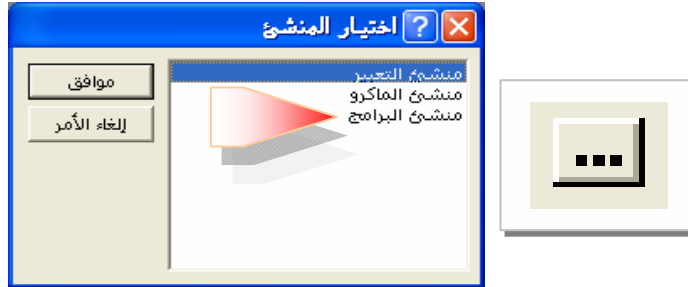 اختيار المنشئ
منشئ التعبير
منشئ الماكرو
منشئ البرامج
موافق
إلغاء الأمر
...